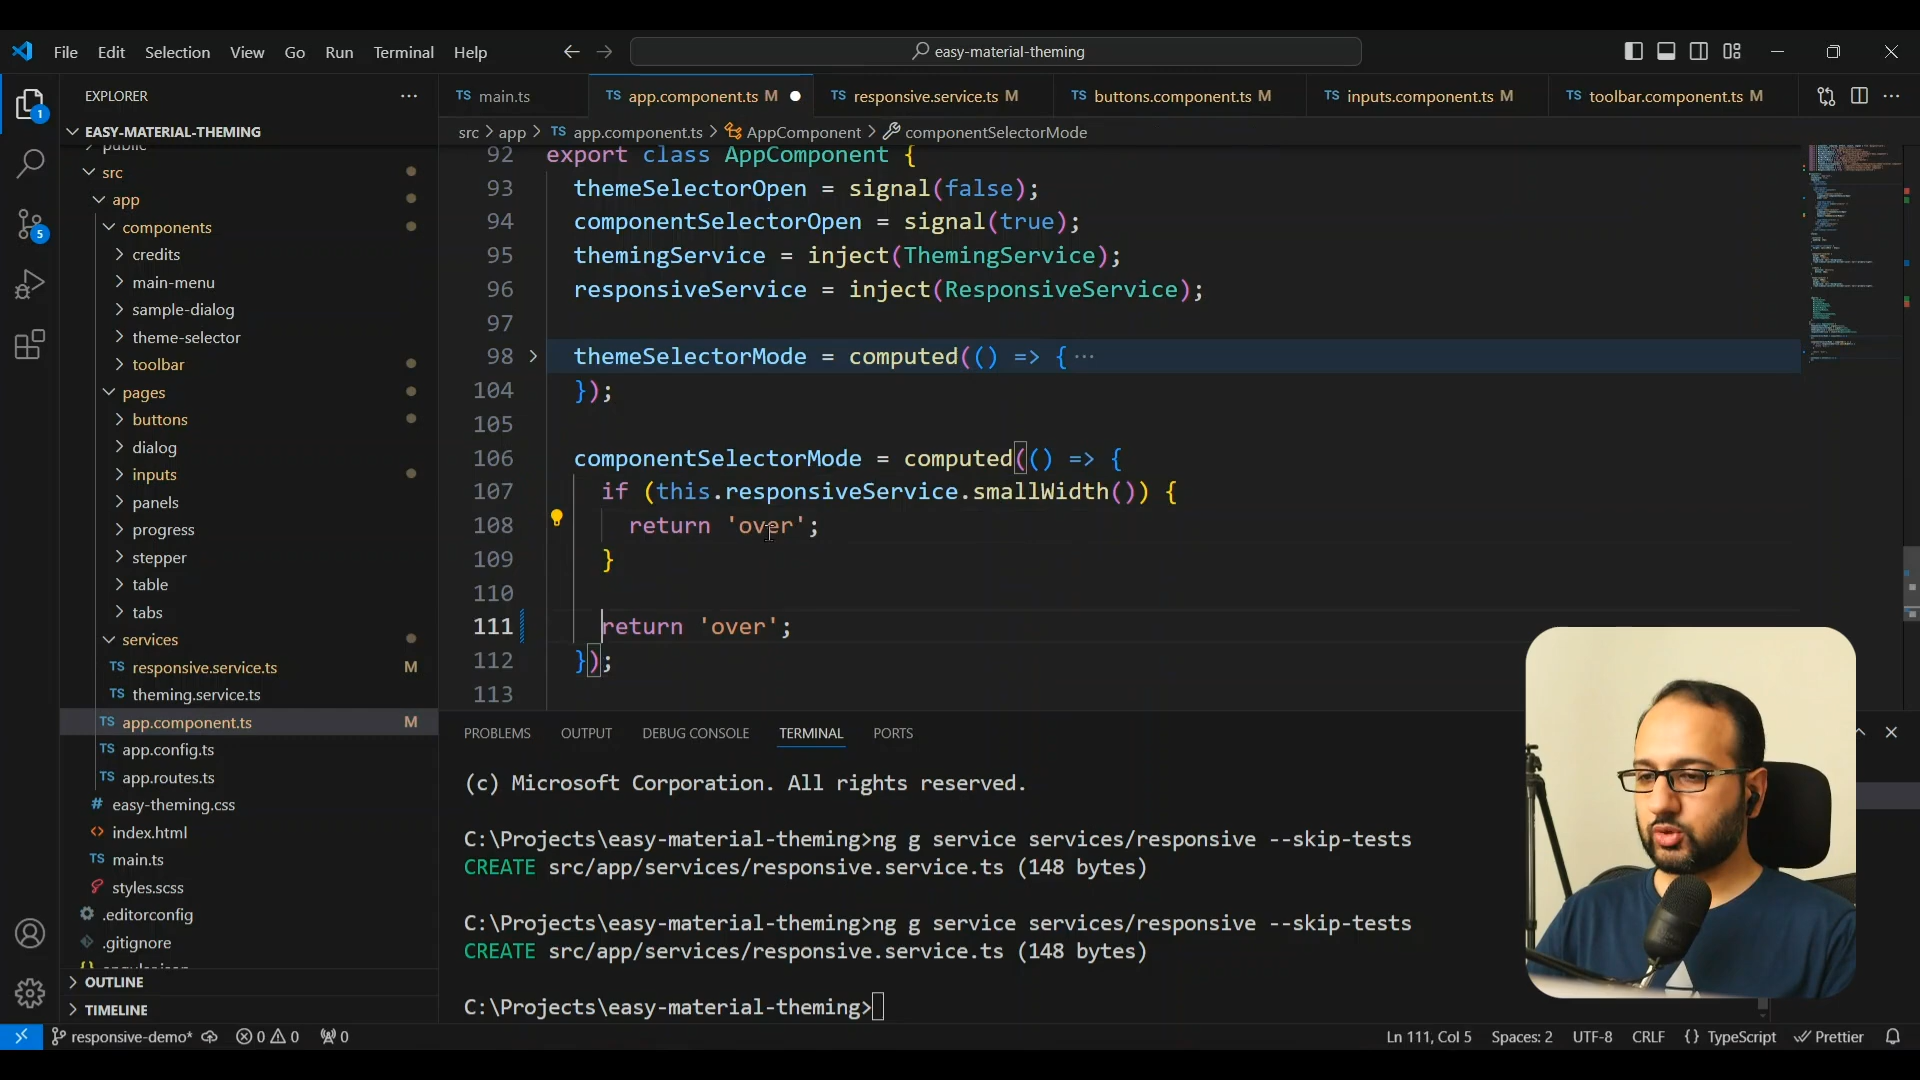 File Edit Selection View Go Run Terminal Help
easy-material-theming
EXPLORER
main.ts
app.component.ts M
responsive.service.ts M
buttons.component.ts M
inputs.component.ts M
toolbar.component.ts M
EASY-MATERIAL-THEMING
src > app > TS app.component.ts > AppComponent > componentSelectorMode
public
src
app
components
credits
main-menu
sample-dialog
theme-selector
toolbar
pages
buttons
dialog
inputs
panels
progress
stepper
table
tabs
services
TS responsive.service.ts M
TS theming.service.ts
TS app.component.ts M
TS app.config.ts
TS app.routes.ts
# easy-theming.css
<> index.html
TS main.ts
styles.scss
.editorconfig
.gitignore
OUTLINE
TIMELINE
92 export class AppComponent {
93 themeSelectorOpen = signal(false);
94 componentSelectorOpen = signal(true);
95 themingService = inject(ThemingService);
96 responsiveService = inject(ResponsiveService);
97
98 themeSelectorMode = computed(() => { ···
104 });
105
106 componentSelectorMode = computed(() => {
107 if (this.responsiveService.smallWidth()) {
108 return 'over';
109 }
110
111 return 'over';
112 });
113
PROBLEMS OUTPUT DEBUG CONSOLE TERMINAL PORTS
(c) Microsoft Corporation. All rights reserved.
C:\Projects\easy-material-theming>ng g service services/responsive --skip-tests
CREATE src/app/services/responsive.service.ts (148 bytes)
C:\Projects\easy-material-theming>ng g service services/responsive --skip-tests
CREATE src/app/services/responsive.service.ts (148 bytes)
C:\Projects\easy-material-theming>
1
5
responsive-demo* 0 0 0
Ln 111, Col 5 Spaces: 2 UTF-8 CRLF {} TypeScript Prettier